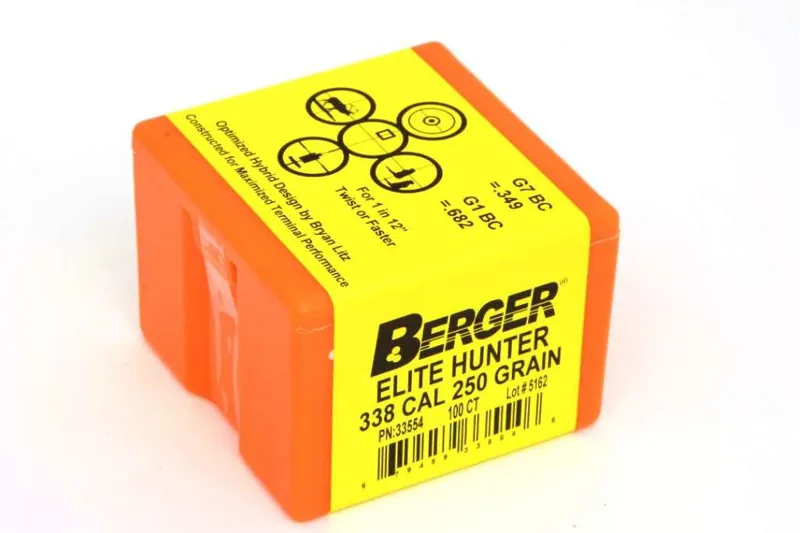 Optimized Hybrid Design by Bryan Litz
Constructed for Maximized Terminal Performance
For 1 in 12"
Twist or Faster
G7 BC
=.349
G1 BC
=.682
BERGER®
ELITE HUNTER
338 CAL 250 GRAIN
PN:33554 100 CT Lot # 5162